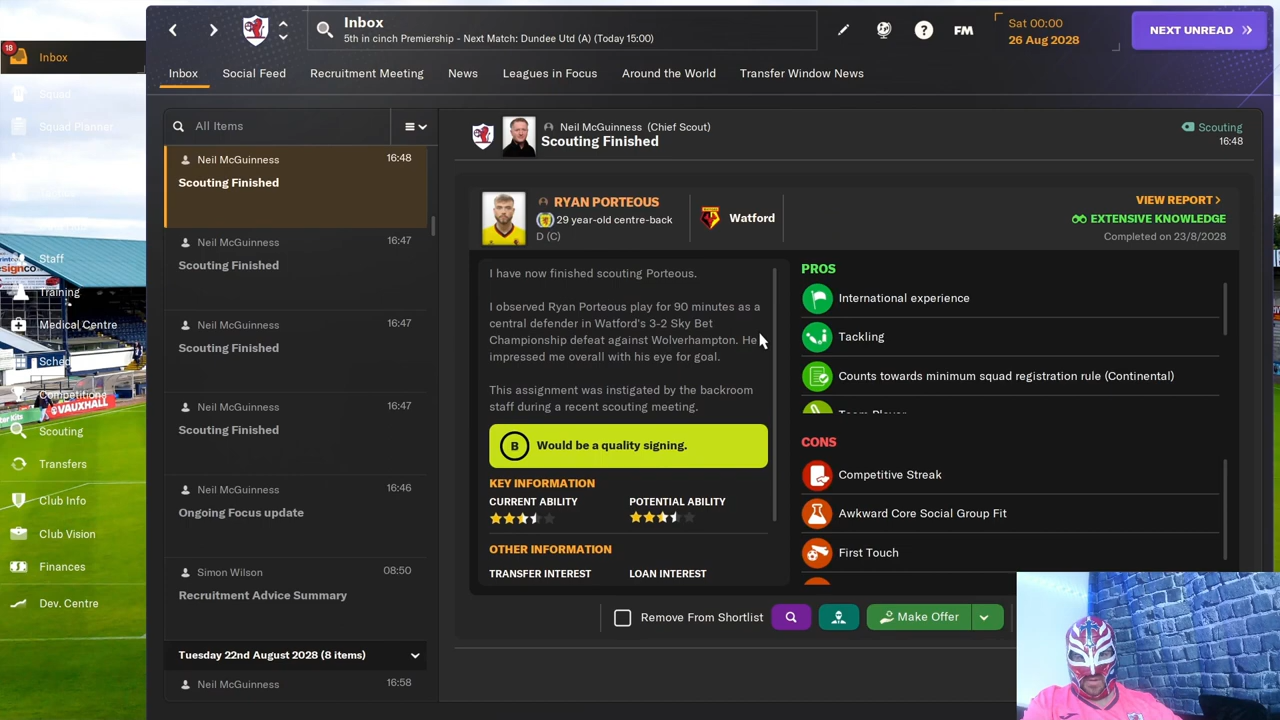 Inbox
5th in cinch Premiership - Next Match: Dundee Utd (A) (Today 15:00)
FM
Sat 00:00
26 Aug 2028
NEXT UNREAD
18
Inbox
Squad
Squad Planner
Staff
Training
Medical Centre
Sched
Competitions
Scouting
Transfers
Club Info
Club Vision
Finances
Dev. Centre
VAUXHALL
Inbox
Social Feed
Recruitment Meeting
News
Leagues in Focus
Around the World
Transfer Window News
All Items
Neil McGuinness 16:48
Scouting Finished
Neil McGuinness 16:47
Scouting Finished
Neil McGuinness 16:47
Scouting Finished
Neil McGuinness 16:47
Scouting Finished
Neil McGuinness 16:46
Ongoing Focus update
Simon Wilson 08:50
Recruitment Advice Summary
Tuesday 22nd August 2028 (8 items)
Neil McGuinness 16:58
Neil McGuinness (Chief Scout)
Scouting Finished
Scouting
16:48
RYAN PORTEOUS
29 year-old centre-back
D (C)
Watford
VIEW REPORT
EXTENSIVE KNOWLEDGE
Completed on 23/8/2028
I have now finished scouting Porteous.
I observed Ryan Porteous play for 90 minutes as a
central defender in Watford's 3-2 Sky Bet
Championship defeat against Wolverhampton. He
impressed me overall with his eye for goal.
This assignment was instigated by the backroom
staff during a recent scouting meeting.
B Would be a quality signing.
KEY INFORMATION
CURRENT ABILITY POTENTIAL ABILITY
OTHER INFORMATION
TRANSFER INTEREST LOAN INTEREST
PROS
International experience
Tackling
Counts towards minimum squad registration rule (Continental)
Team Player
CONS
Competitive Streak
Awkward Core Social Group Fit
First Touch
Remove From Shortlist
Make Offer